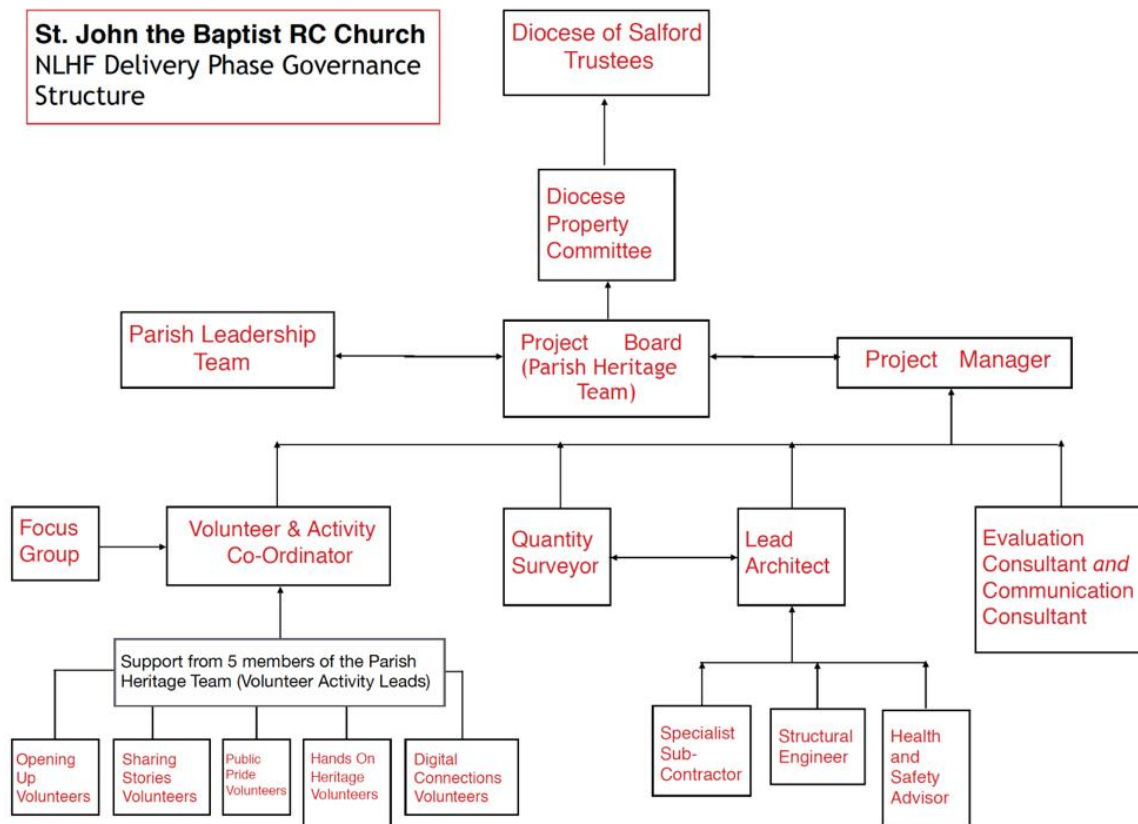 St. John the Baptist RC Church
NLHF Delivery Phase Governance
Structure
Diocese of Salford
Trustees
Diocese
Property
Committee
Parish Leadership
Team
Project Board
(Parish Heritage
Team)
Project Manager
Focus
Group
Volunteer & Activity
Co-Ordinator
Quantity
Surveyor
Lead
Architect
Evaluation
Consultant and
Communication
Consultant
Support from 5 members of the Parish
Heritage Team (Volunteer Activity Leads)
Opening
Up
Volunteers
Sharing
Stories
Volunteers
Public
Pride Volunteers
Hands On
Heritage
Volunteers
Digital
Connections
Volunteers
Specialist
Sub-
Contractor
Structural
Engineer
Health
and
Safety
Advisor